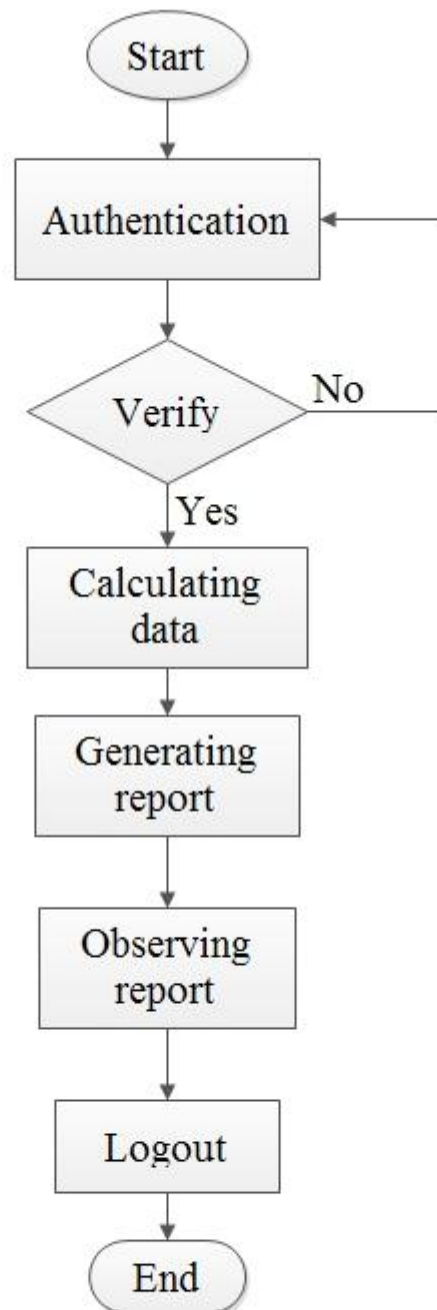 Start
Authentication
Verify
No
Yes
Calculating
data
Generating
report
Observing
report
Logout
End